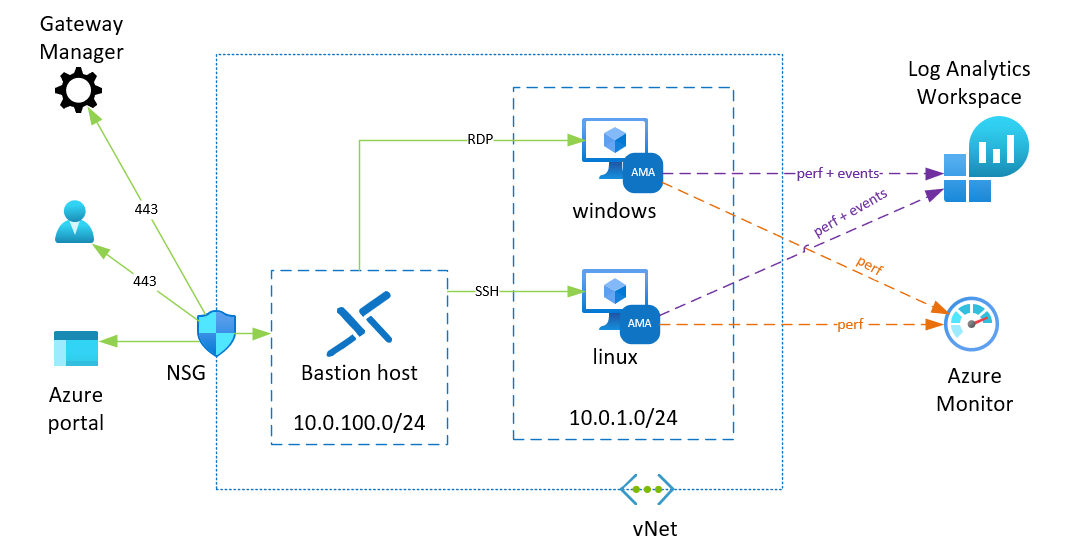 Gateway
Manager
Log Analytics
Workspace
RDP
AMA
perf + events
443
windows
perf + events
443
perf
SSH
AMA
perf
NSG
linux
Bastion host
Azure
portal
Azure
Monitor
10.0.100.0/24
10.0.1.0/24
vNet